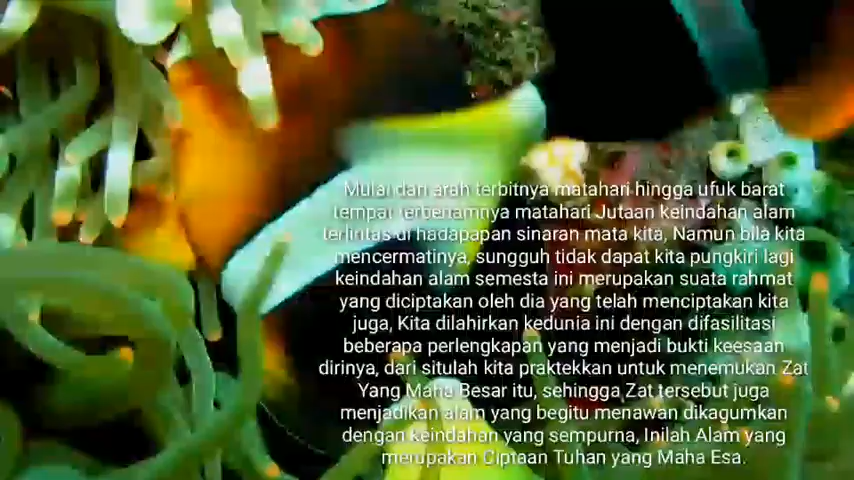 Mulai dari arah terbitnya matahari hingga ufuk barat
tempat terbenamnya matahari Jutaan keindahan alam
terlintas di hadapapan sinaran mata kita, Namun bila kita
mencermatinya, sungguh tidak dapat kita pungkiri lagi
keindahan alam semesta ini merupakan suata rahmat
yang diciptakan oleh dia yang telah menciptakan kita
juga, Kita dilahirkan kedunia ini dengan difasilitasi
beberapa perlengkapan yang menjadi bukti keesaan
dirinya, dari situlah kita praktekkan untuk menemukan Zat
Yang Maha Besar itu, sehingga Zat tersebut juga
menjadikan alam yang begitu menawan dikagumkan
dengan keindahan yang sempurna, Inilah Alam yang
merupakan Ciptaan Tuhan yang Maha Esa.